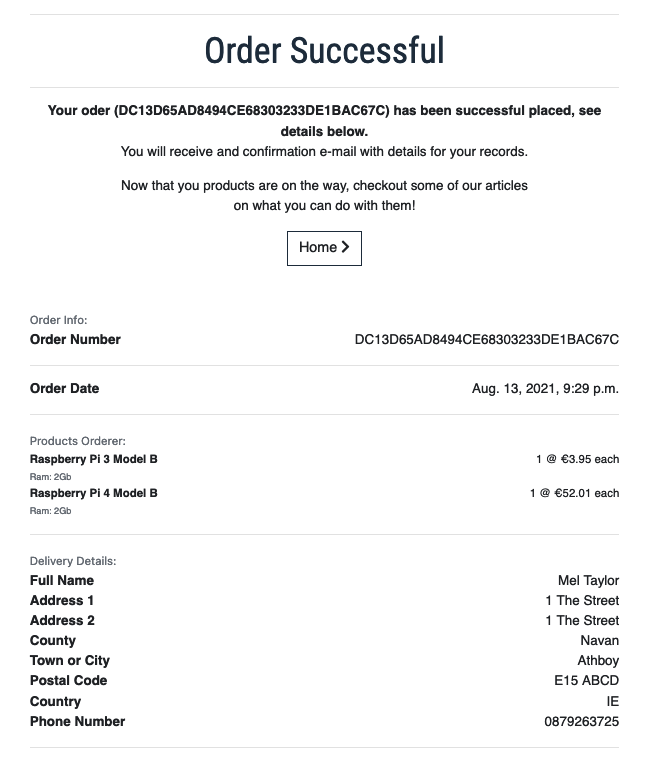 Order Successful
Your oder (DC13D65AD8494CE68303233DE1BAC67C) has been successful placed, see
details below.
You will receive and confirmation e-mail with details for your records.
Now that you products are on the way, checkout some of our articles
on what you can do with them!
Home
Order Info:
Order Number DC13D65AD8494CE68303233DE1BAC67C
Order Date Aug. 13, 2021, 9:29 p.m.
Products Orderer:
Raspberry Pi 3 Model B 1 @ €3.95 each
Ram: 2Gb
Raspberry Pi 4 Model B 1 @ €52.01 each
Ram: 2Gb
Delivery Details:
Full Name Mel Taylor
Address 1 1 The Street
Address 2 1 The Street
County Navan
Town or City Athboy
Postal Code E15 ABCD
Country IE
Phone Number 0879263725